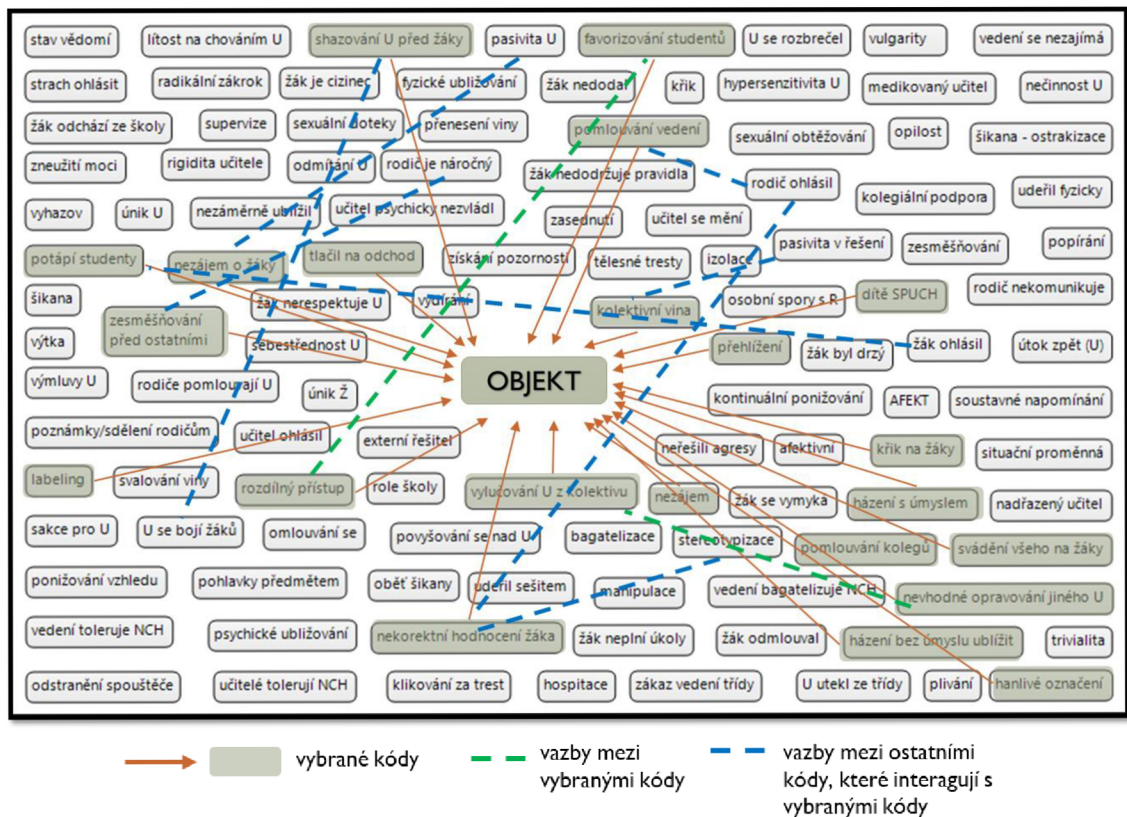 stav vědomí
lítost na chováním U
shazování U před žáky
pasivita U
favorizování studentů
U se rozbrečel
vulgarity
vedení se nezajímá
strach ohlásit
radikální zákrok
žák je cizinec
fyzické ubližování
žák nedodal
křik
hypersenzitivita U
medikovaný učitel
nečinnost U
žák odchází ze školy
supervize
sexuální doteky
přenesení viny
pomlouvání vedení
sexuální obtěžování
opilost
šikana - ostrakizace
zneužití moci
rigidita učitele
odmítání U
rodič je náročný
žák nedodržuje pravidla
rodič ohlásil
kolegiální podpora
udeřil fyzicky
vyhazov
únik U
nezáměrně ublížil
učitel psychicky nezvládl
zasednutí
učitel se mění
pasivita v řešení
zesměšňování
popírání
potápí studenty
nezájem o žáky
tlačil na odchod
získání pozornosti
tělesné tresty
izolace
šikana
žák nerespektuje U
vydírání
kolektivní vina
osobní spory s R
dítě SPUCH
rodič nekomunikuje
zesměšňování
před ostatními
výtka
sebestřednost U
OBJEKT
přehlížení
žák byl drzý
žák ohlásil
útok zpět (U)
výmluvy U
rodiče pomlouvají U
únik Ž
kontinuální ponižování
AFEKT
soustavné napomínání
poznámky/sdělení rodičům
učitel ohlásil
externí řešitel
neřešili agresy
afektivní
křik na žáky
situační proměnná
labeling
svalování viny
rozdílný přístup
role školy
vylučování U z kolektivu
nezájem
žák se vymyka
házení s úmyslem
nadřazený učitel
sakce pro U
U se bojí žáků
omlouvání se
povyšování se nad U
bagatelizace
stereotypizace
pomlouvání kolegů
svádění všeho na žáky
ponižování vzhledu
pohlavky předmětem
oběť šikany
uderil sešitem
manipulace
vedení bagatelizuje NCH
nevhodné opravování jiného U
vedení toleruje NCH
psychické ubližování
nekorektní hodnocení žáka
žák neplní úkoly
žák odmlouval
házení bez úmyslu ublížit
trivialita
odstranění spouštěče
učitelé tolerují NCH
klikování za trest
hospitace
zákaz vedení třídy
U utekl ze třídy
plivání
hanlivé označení
vybrané kódy
vazby mezi
vybranými kódy
vazby mezi ostatními
kódy, které interagují s
vybranými kódy